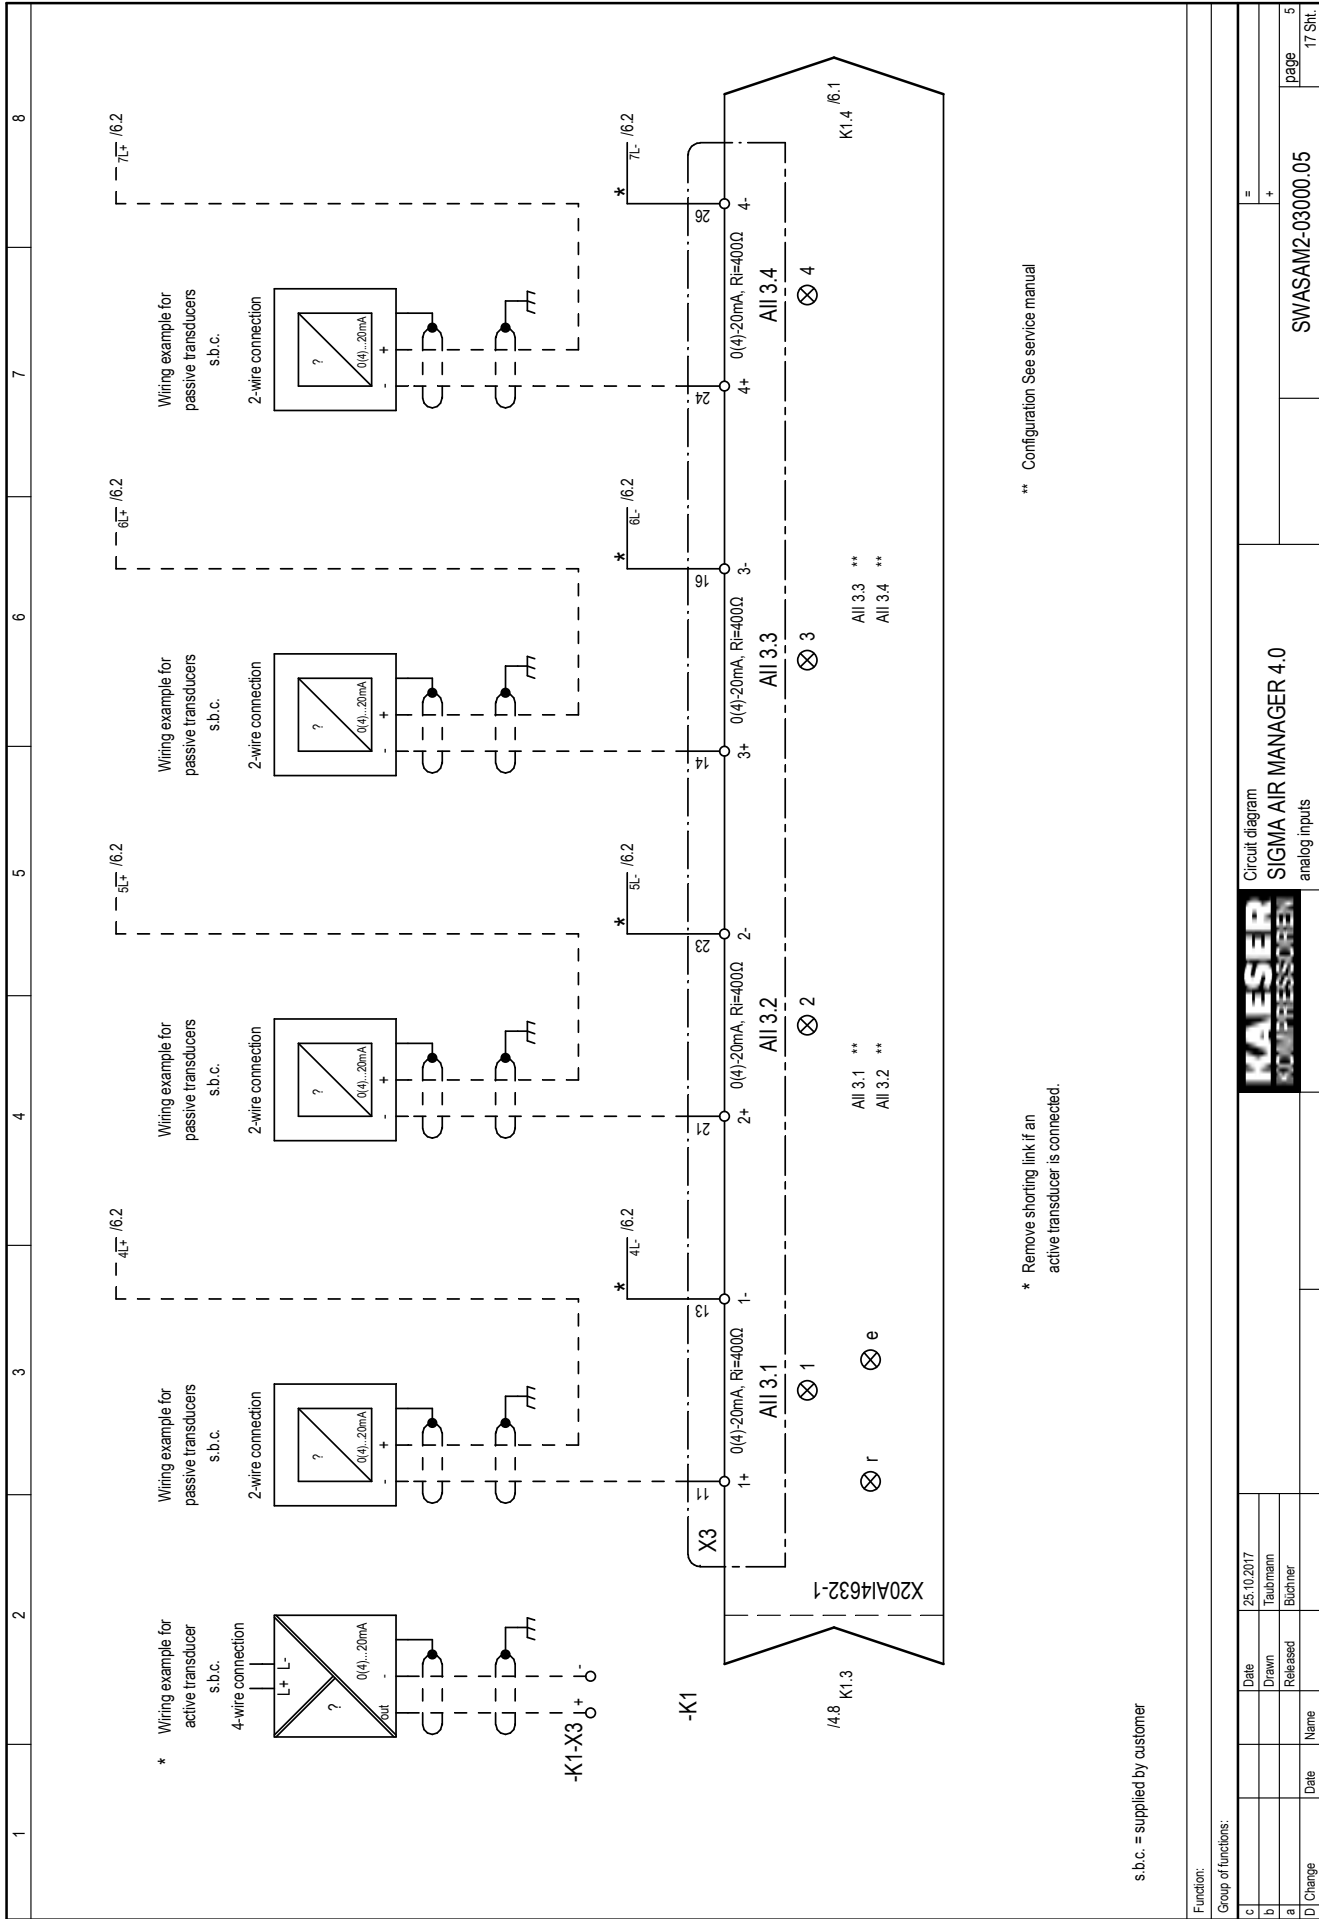 1 2 3 4 5 6 7 8
* Wiring example for
active transducer
s.b.c.
4-wire connection
L+ L-
?
0(4)...20mA
out -
-K1-X3 + -
Wiring example for
passive transducers
s.b.c.
2-wire connection
?
0(4)...20mA
- +
4L+ /6.2
Wiring example for
passive transducers
s.b.c.
2-wire connection
?
0(4)...20mA
- +
5L+ /6.2
Wiring example for
passive transducers
s.b.c.
2-wire connection
?
0(4)...20mA
- +
6L+ /6.2
Wiring example for
passive transducers
s.b.c.
2-wire connection
?
0(4)...20mA
- +
7L+ /6.2
* 4L- /6.2
* 5L- /6.2
* 6L- /6.2
* 7L- /6.2
-K1
X3
11 13 21 23 14 16 24 26
1+ 0(4)-20mA, Ri=400Ω 1-
2+ 0(4)-20mA, Ri=400Ω 2-
3+ 0(4)-20mA, Ri=400Ω 3-
4+ 0(4)-20mA, Ri=400Ω 4-
AII 3.1 AII 3.2 AII 3.3 AII 3.4
1 2 3 4
/4.8 K1.3
X20AI4632-1
r e
AII 3.1 **
AII 3.2 **
AII 3.3 **
AII 3.4 **
K1.4 /6.1
* Remove shorting link if an
active transducer is connected.
** Configuration See service manual
s.b.c. = supplied by customer
Function:
Group of functions:
c
b
a
D Change Date Name
Date 25.10.2017
Drawn Taubmann
Released Büchner
KAESER
KOMPRESSOREN
Circuit diagram
SIGMA AIR MANAGER 4.0
analog inputs
=
+
SWASAM2-03000.05
page 5
17 Sht.